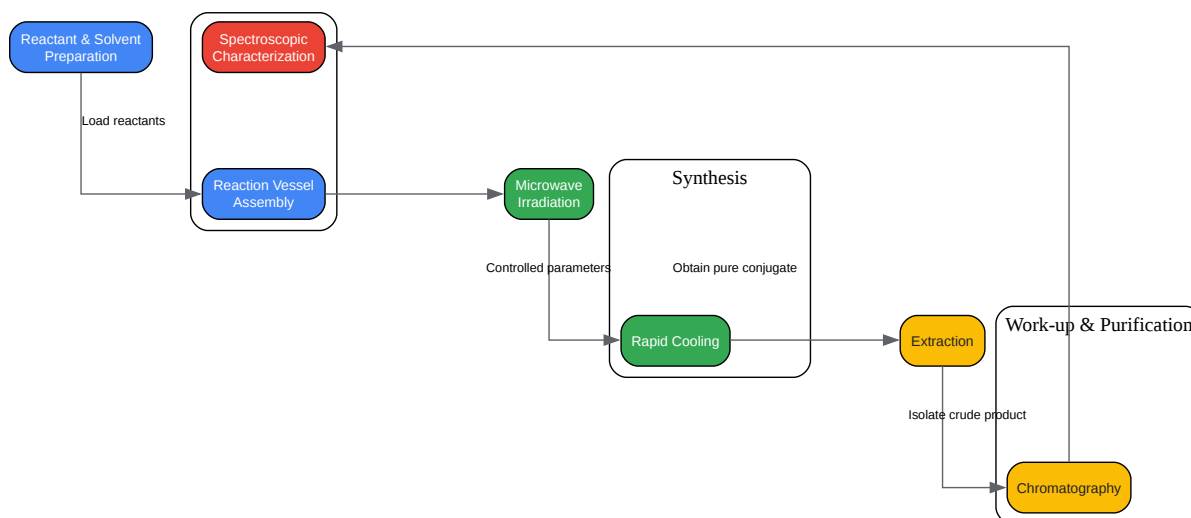 Reactant & Solvent
Preparation
Spectroscopic
Characterization
Load reactants
Reaction Vessel
Assembly
Microwave
Irradiation
Synthesis
Controlled parameters
Obtain pure conjugate
Rapid Cooling
Extraction
Work-up & Purification
Isolate crude product
Chromatography